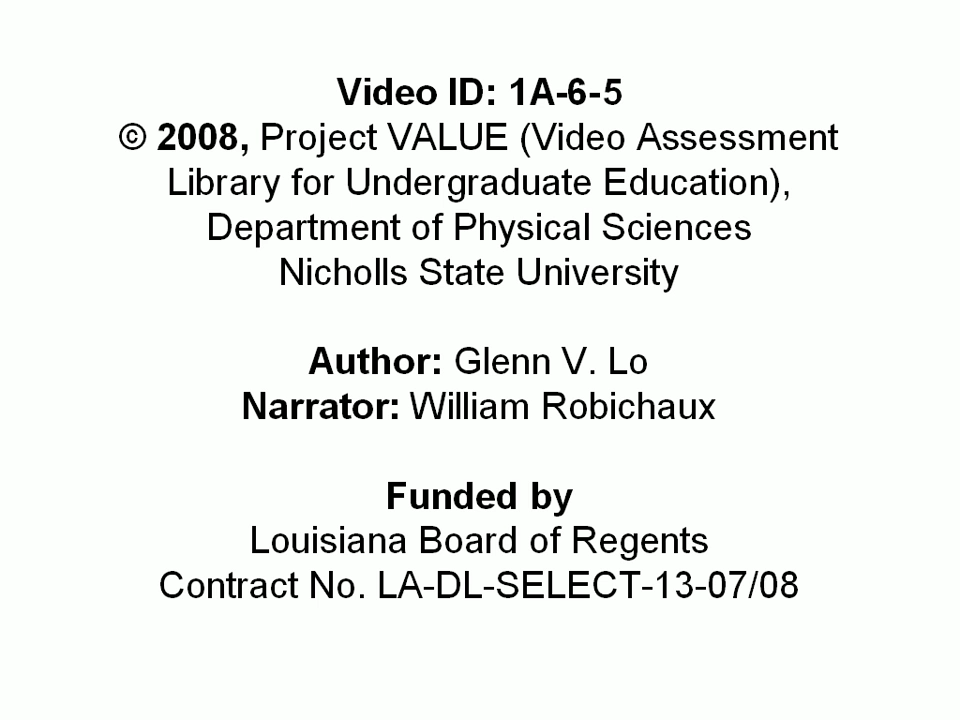 Video ID: 1A-6-5
© 2008, Project VALUE (Video Assessment
Library for Undergraduate Education),
Department of Physical Sciences
Nicholls State University
Author: Glenn V. Lo
Narrator: William Robichaux
Funded by
Louisiana Board of Regents
Contract No. LA-DL-SELECT-13-07/08